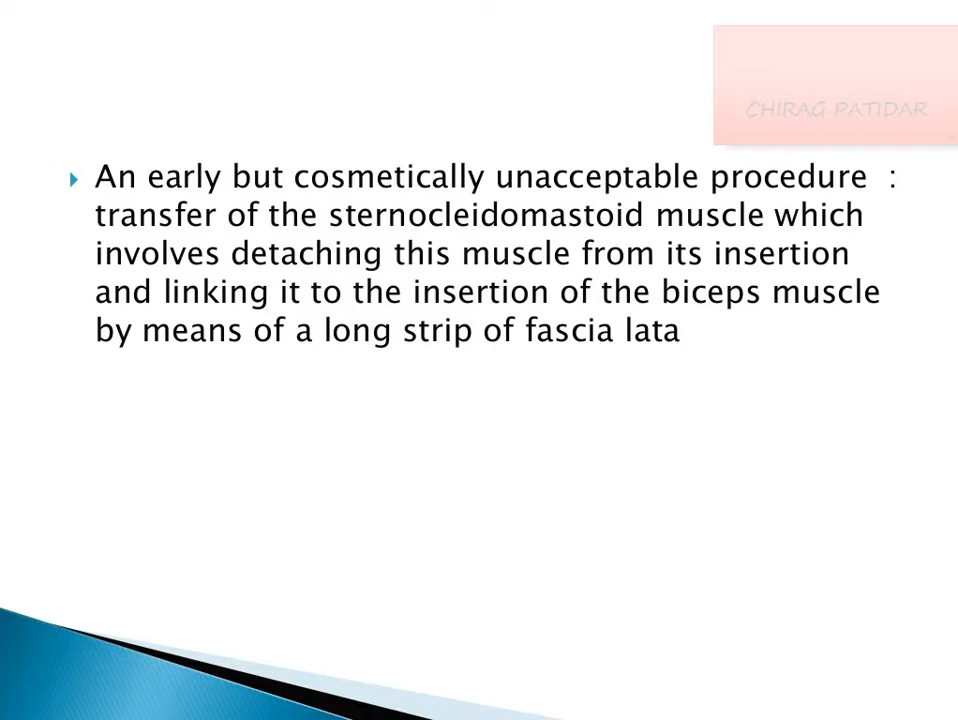 CHIRAG PATIDAR
An early but cosmetically unacceptable procedure :
transfer of the sternocleidomastoid muscle which
involves detaching this muscle from its insertion
and linking it to the insertion of the biceps muscle
by means of a long strip of fascia lata